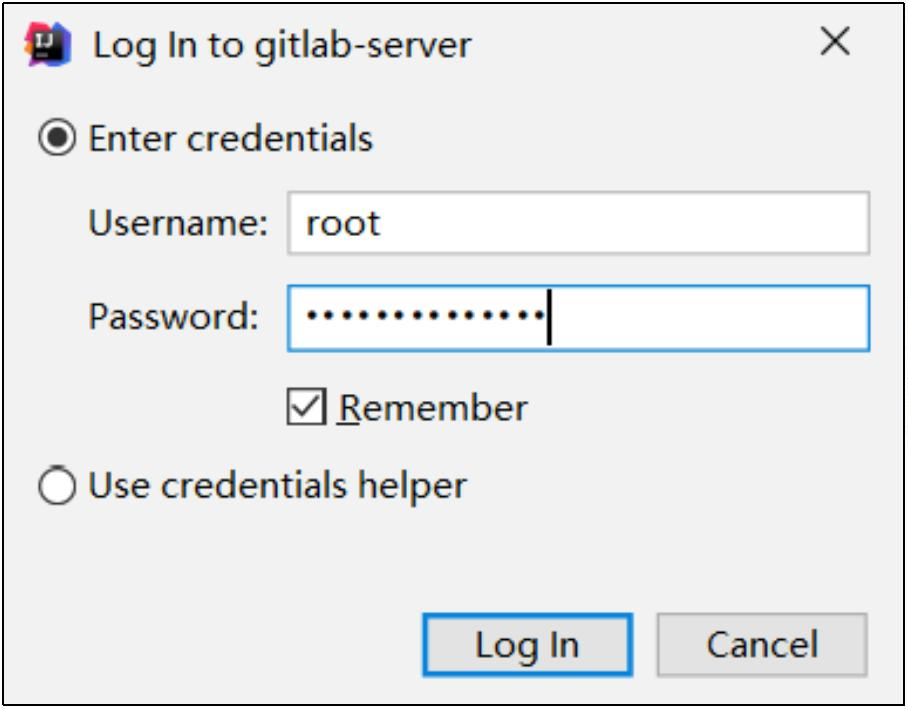 Log In to gitlab-server
Enter credentials
Username: root
Password: ••••••••••••••
Remember
Use credentials helper
Log In Cancel